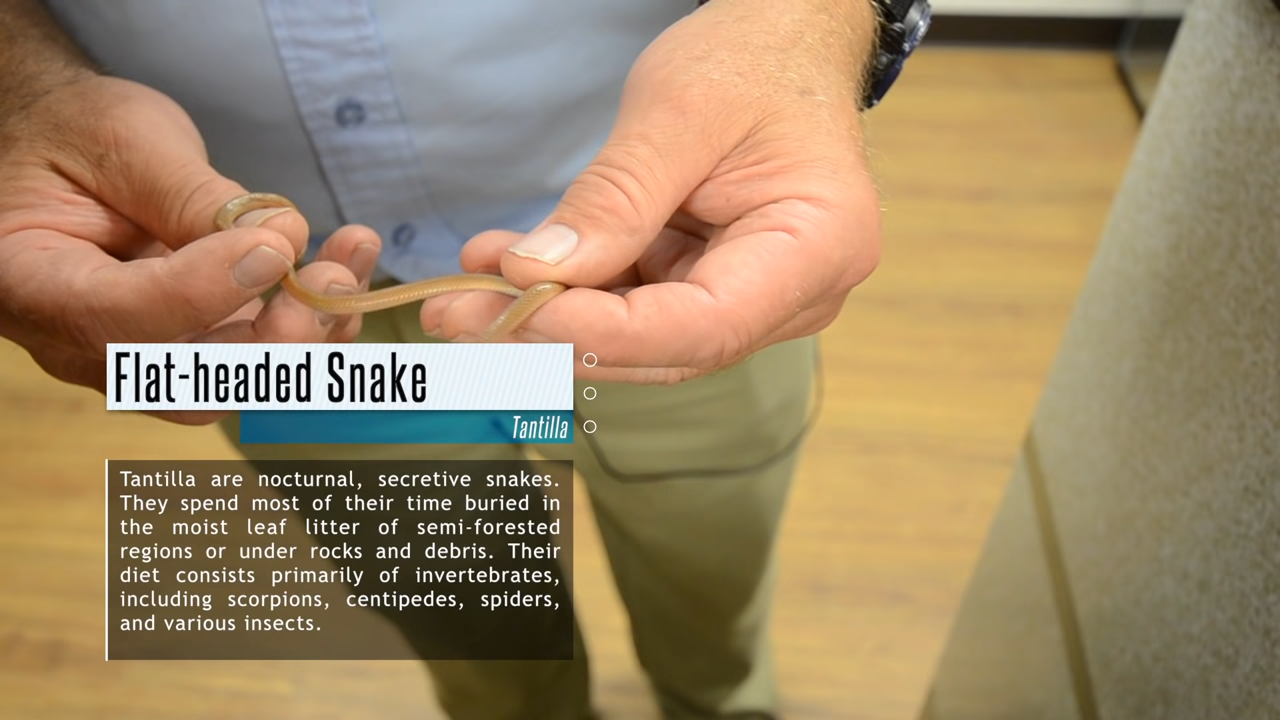 Flat-headed Snake
Tantilla
Tantilla are nocturnal, secretive snakes.
They spend most of their time buried in
the moist leaf litter of semi-forested
regions or under rocks and debris. Their
diet consists primarily of invertebrates,
including scorpions, centipedes, spiders,
and various insects.